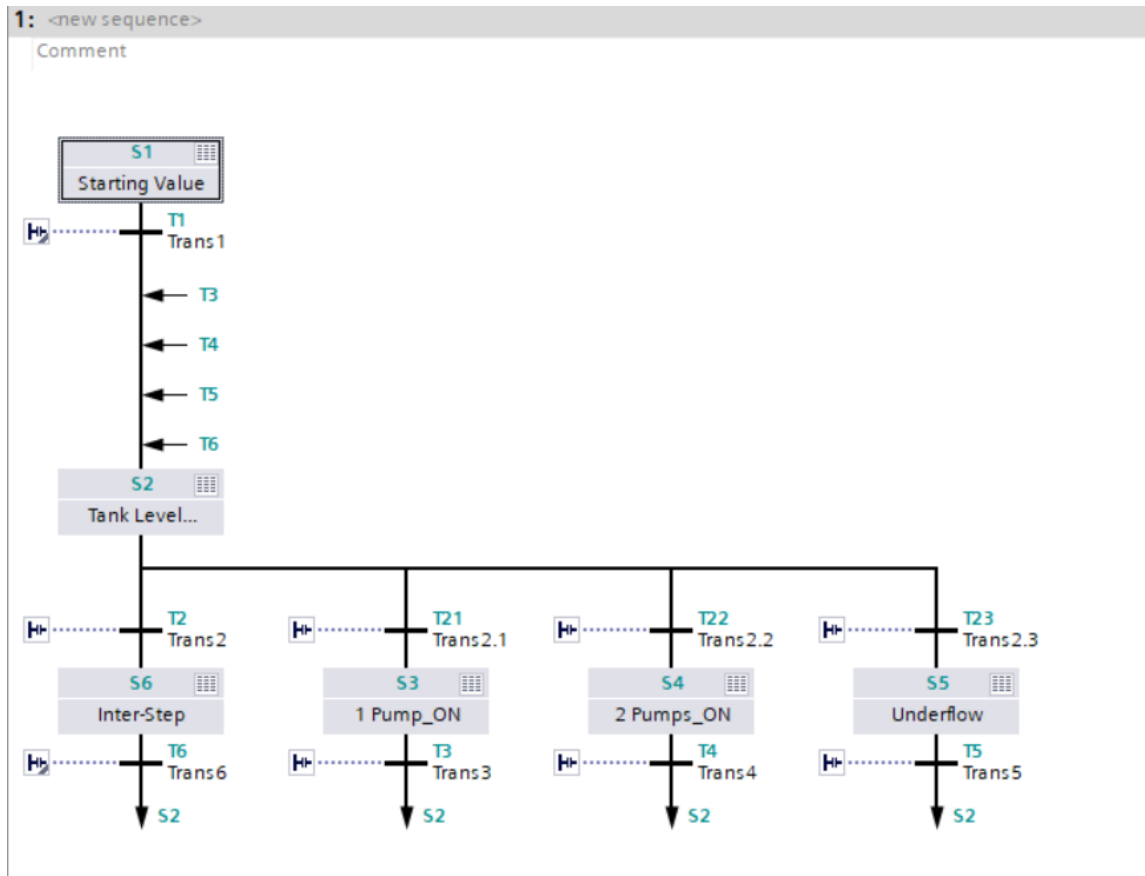 1: <new sequence>
Comment
S1
Starting Value
T1
Trans1
T3
T4
T5
T6
S2
Tank Level...
T2
Trans2
T21
Trans2.1
T22
Trans2.2
T23
Trans2.3
S6
Inter-Step
S3
1 Pump_ON
S4
2 Pumps_ON
S5
Underflow
T6
Trans6
T3
Trans3
T4
Trans4
T5
Trans5
S2
S2
S2
S2